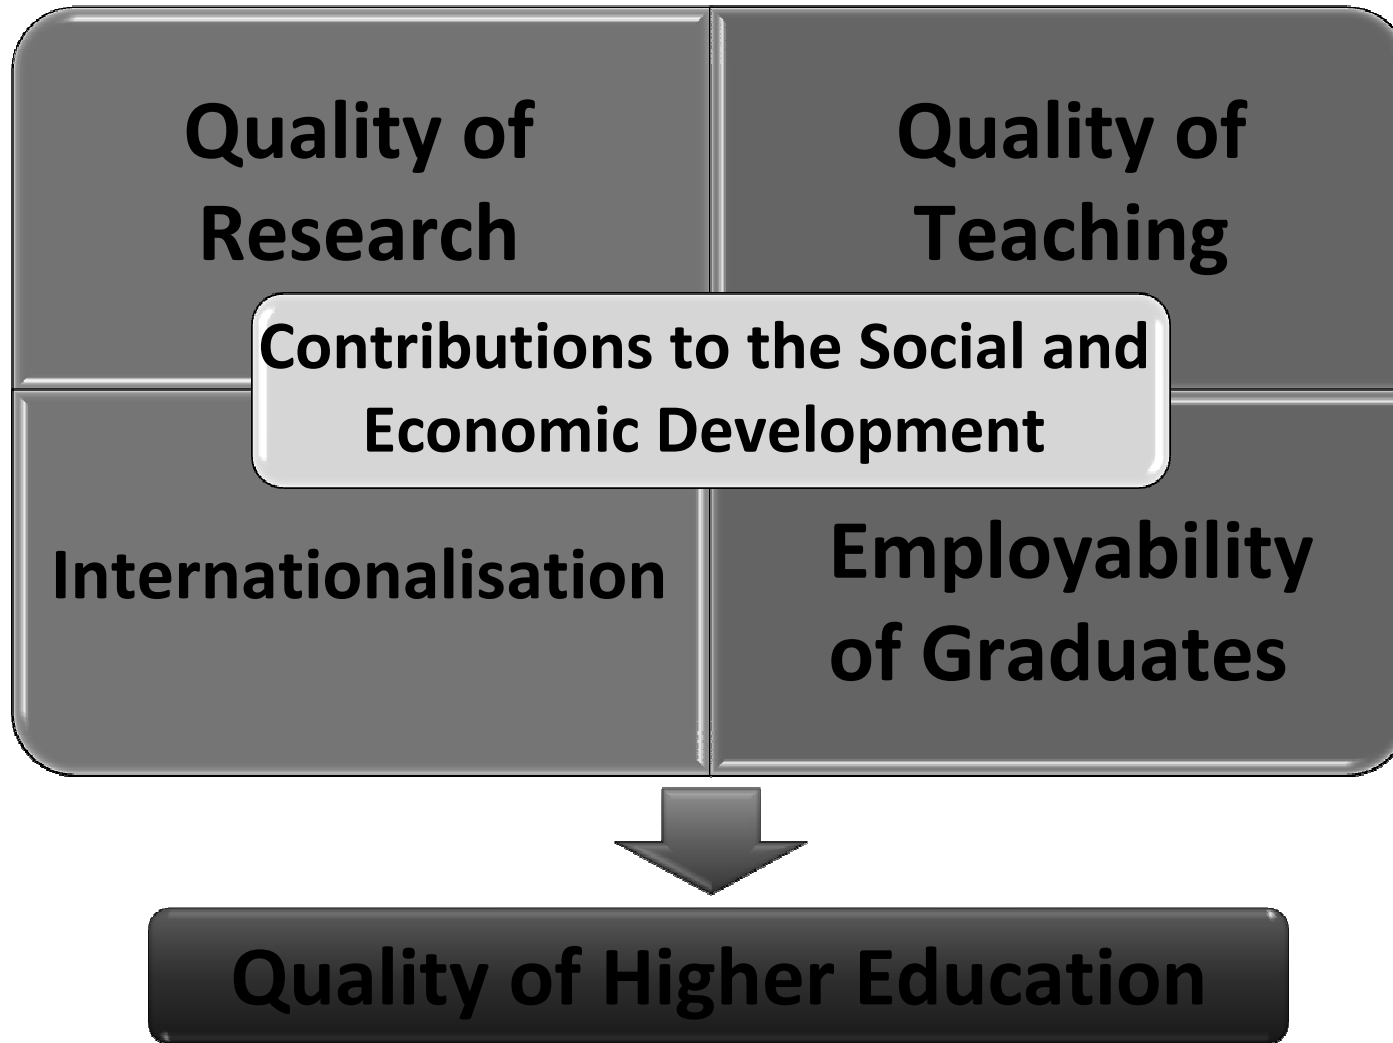 Quality of
Research
Quality of
Teaching
Contributions to the Social and
Economic Development
Internationalisation
Employability
of Graduates
Quality of Higher Education